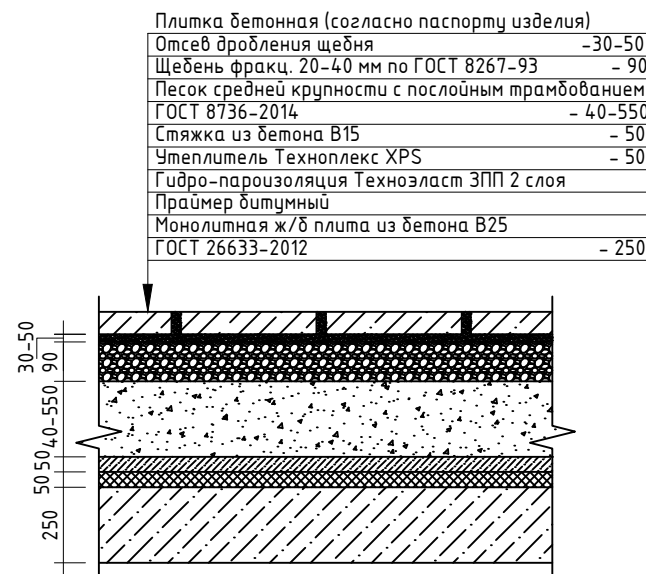 Плитка бетонная (согласно паспорту изделия)
Отсев дробления щебня -30-50
Щебень фракц. 20-40 мм по ГОСТ 8267-93 - 90
Песок средней крупности с послойным трамбованием
ГОСТ 8736-2014 - 40-550
Стяжка из бетона В15 - 50
Утеплитель Техноплекс XPS - 50
Гидро-пароизоляция Техноэласт ЗПП 2 слоя
Праймер битумный
Монолитная ж/б плита из бетона В25
ГОСТ 26633-2012 - 250
30-50
90
40-550
50
50
250